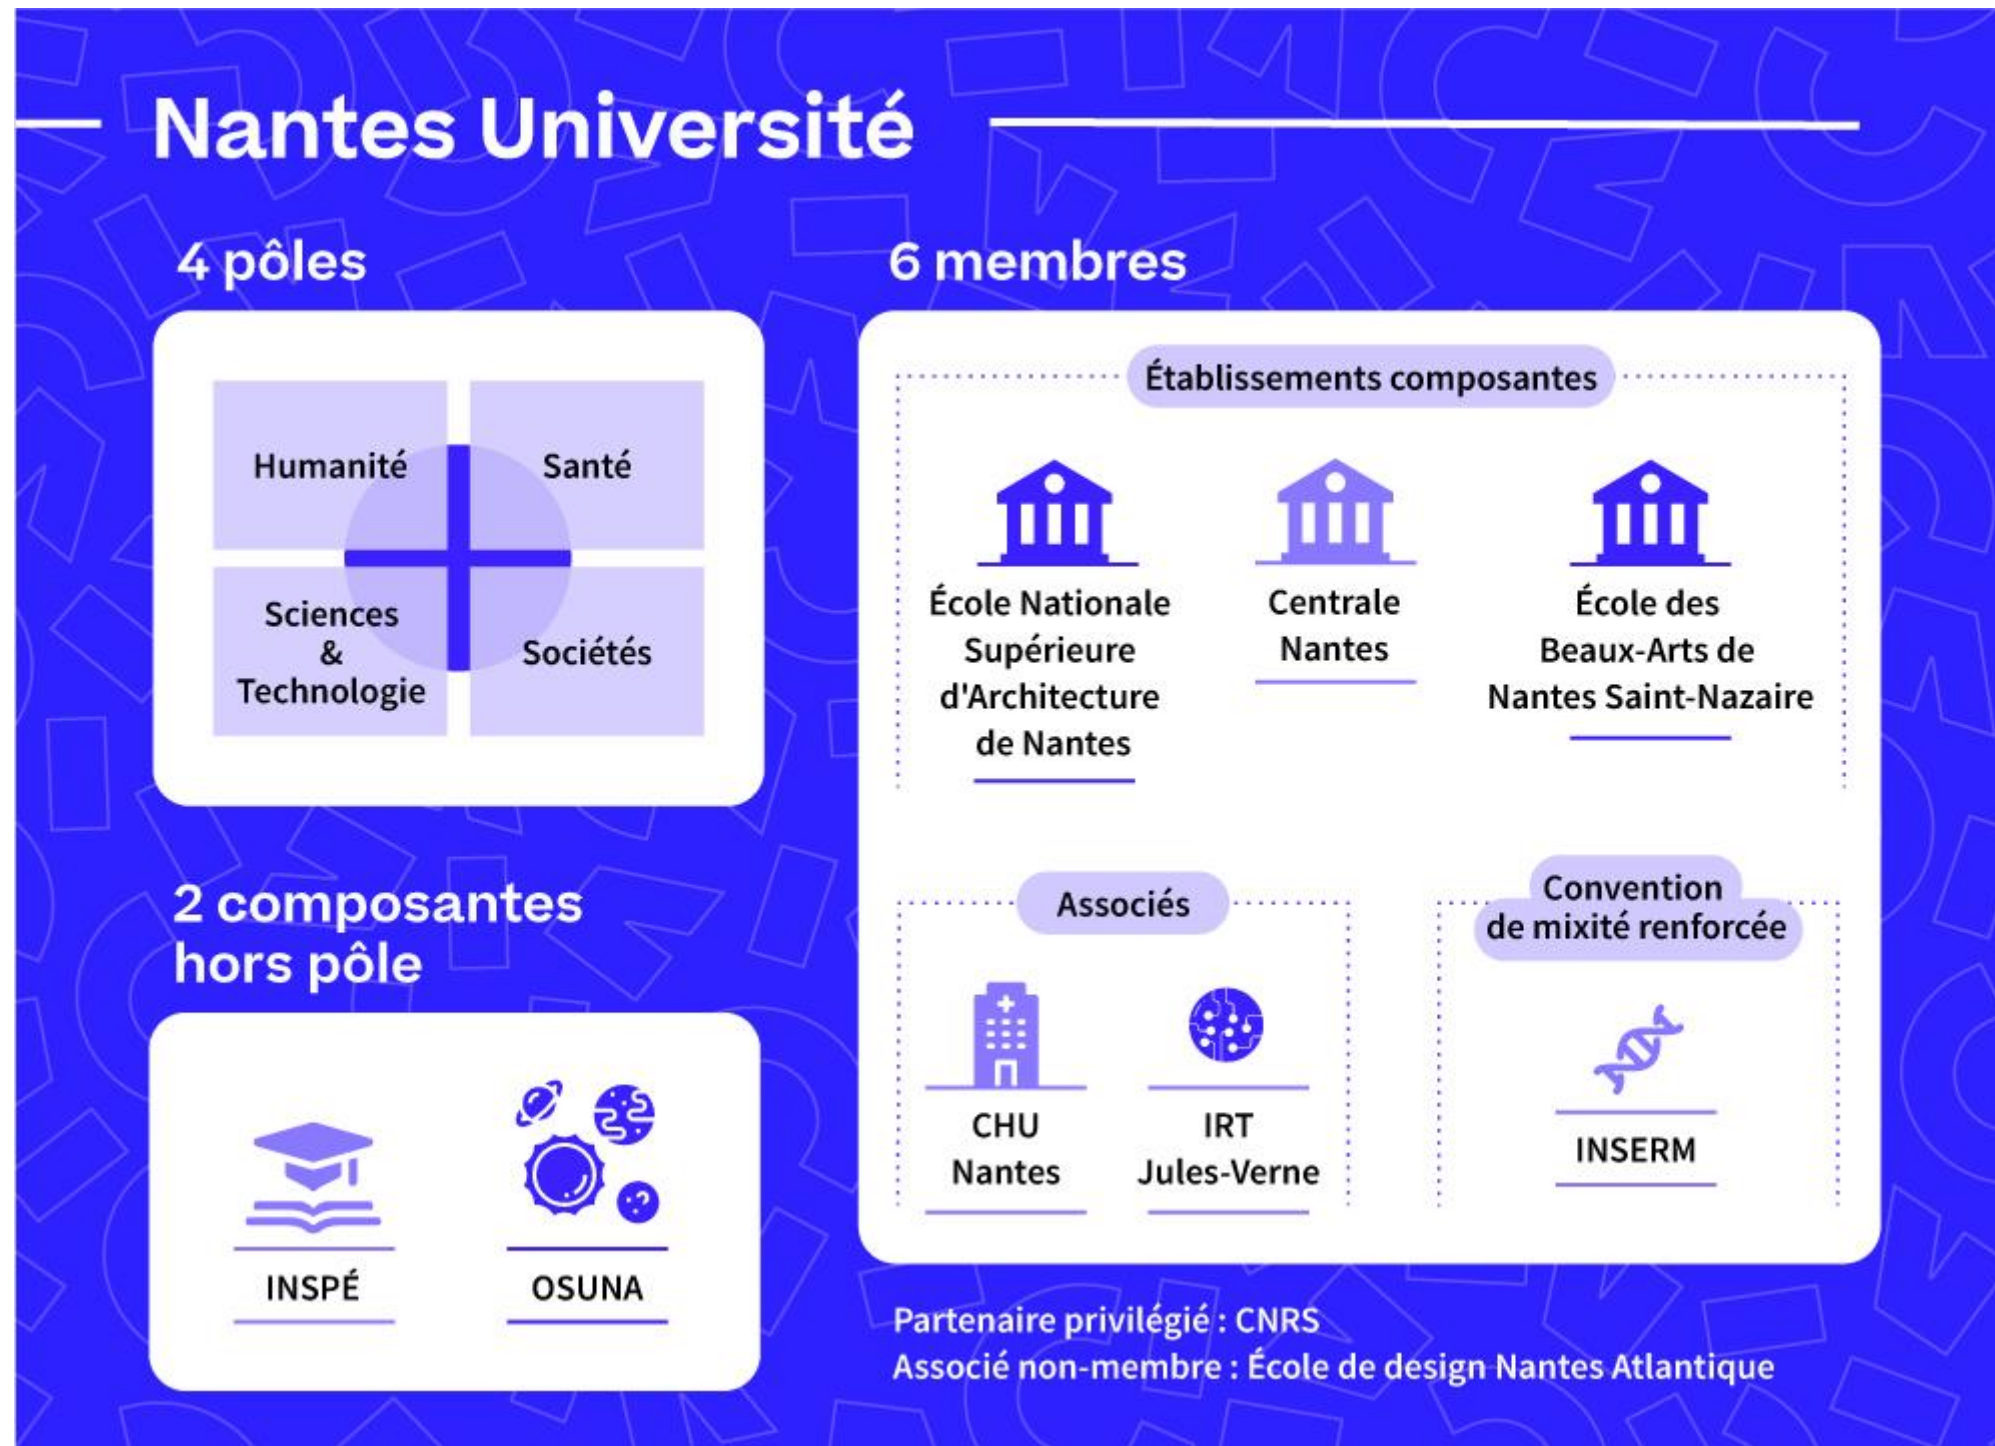 Nantes Université
4 pôles
Humanité
Santé
Sciences
&
Technologie
Sociétés
2 composantes
hors pôle
INSPÉ
OSUNA
6 membres
Établissements composantes
École Nationale
Supérieure
d'Architecture
de Nantes
Centrale
Nantes
École des
Beaux-Arts de
Nantes Saint-Nazaire
Associés
CHU
Nantes
IRT
Jules-Verne
Convention
de mixité renforcée
INSERM
Partenaire privilégié : CNRS
Associé non-membre : École de design Nantes Atlantique